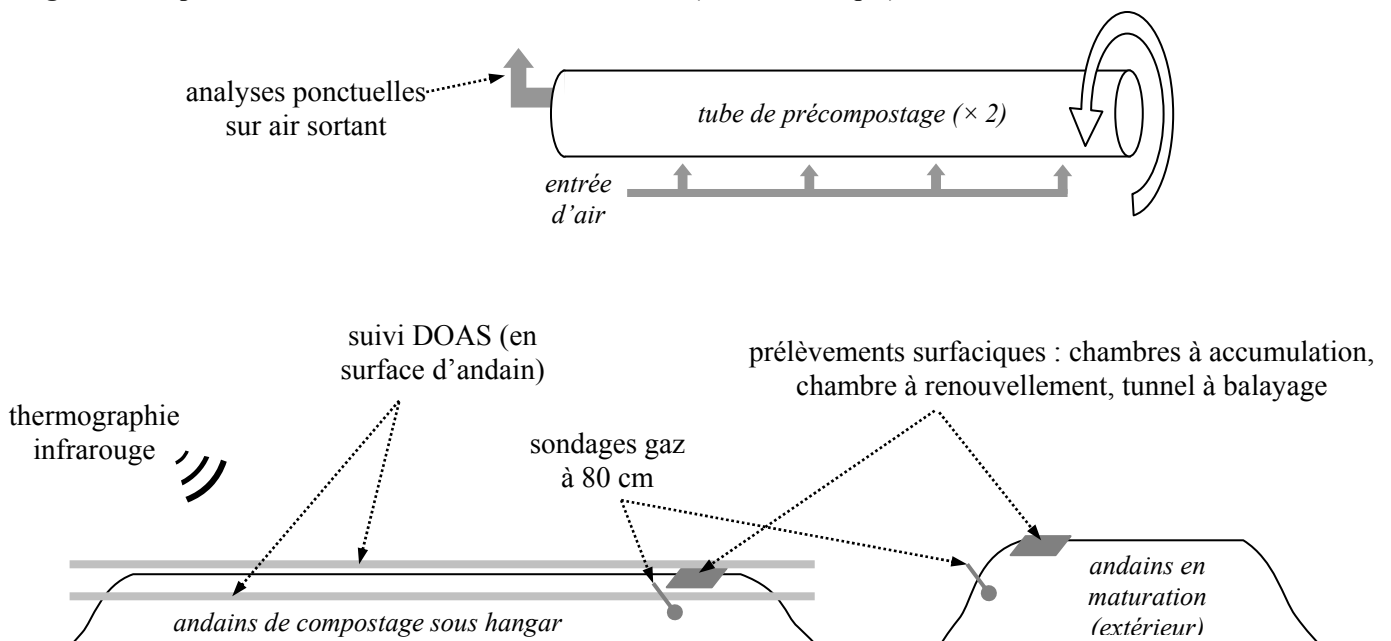 analyses ponctuelles
sur air sortant
tube de précompostage (× 2)
entrée
d’air
suivi DOAS (en
surface d’andain)
prélèvements surfaciques : chambres à accumulation,
chambre à renouvellement, tunnel à balayage
thermographie
infrarouge
sondages gaz
à 80 cm
andains de compostage sous hangar
andains en
maturation
(extérieur)